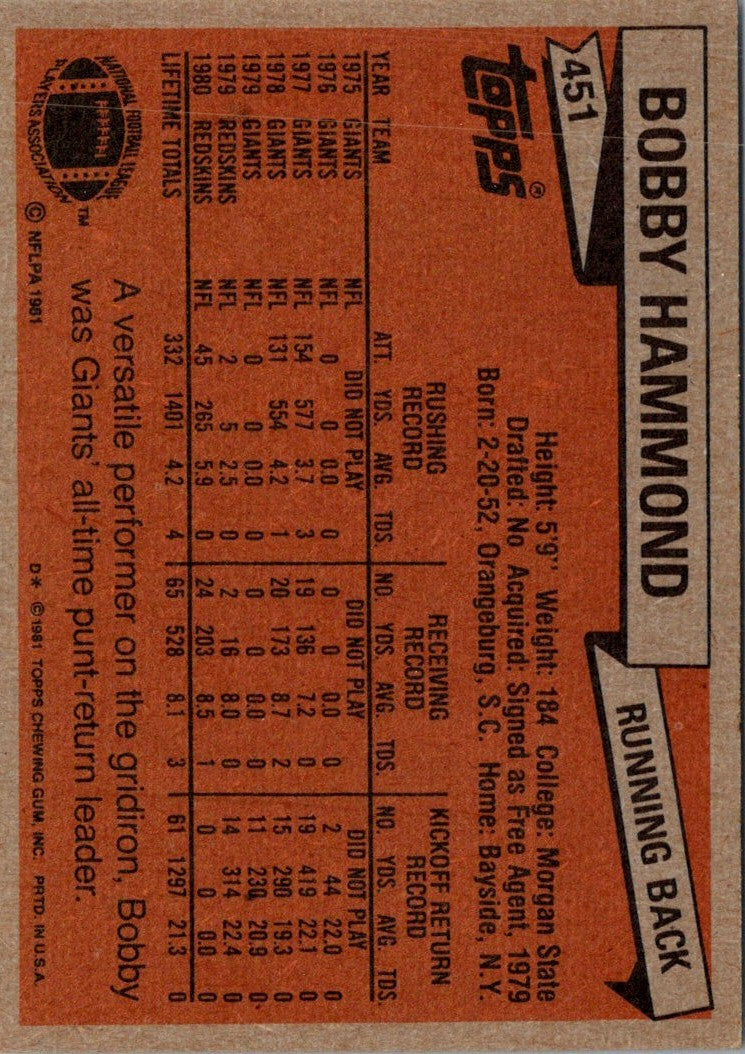 451
BOBBY HAMMOND
RUNNING BACK
TOPPS®
Height: 5'9" Weight: 184 College: Morgan State
Drafted: No Acquired: Signed as Free Agent, 1979
Born: 2-20-52, Orangeburg, S.C. Home: Bayside, N.Y.
RUSHING RECORD RECEIVING RECORD KICKOFF RETURN RECORD
YEAR TEAM ATT. YDS. AVG. TDS. NO. YDS. AVG. TDS. NO. YDS. AVG. TDS.
1975 GIANTS NFL DID NOT PLAY DID NOT PLAY DID NOT PLAY
1976 GIANTS NFL 0 0 0.0 0 0 0 0.0 0 2 44 22.0 0
1977 GIANTS NFL 154 577 3.7 3 19 136 7.2 0 19 419 22.1 0
1978 GIANTS NFL 131 554 4.2 1 20 173 8.7 2 15 290 19.3 0
1979 GIANTS NFL 0 0 0.0 0 0 0 0.0 0 11 230 20.9 0
1979 REDSKINS NFL 2 5 2.5 0 2 16 8.0 0 14 314 22.4 0
1980 REDSKINS NFL 45 265 5.9 0 24 203 8.5 1 0 0 0.0 0
LIFETIME TOTALS 332 1401 4.2 4 65 528 8.1 3 61 1297 21.3 0
NATIONAL FOOTBALL LEAGUE
PLAYERS ASSOCIATION
TM
© NFLPA 1981
A versatile performer on the gridiron, Bobby
was Giants' all-time punt-return leader.
D* © 1981 TOPPS CHEWING GUM, INC. PRTD. IN U.S.A.